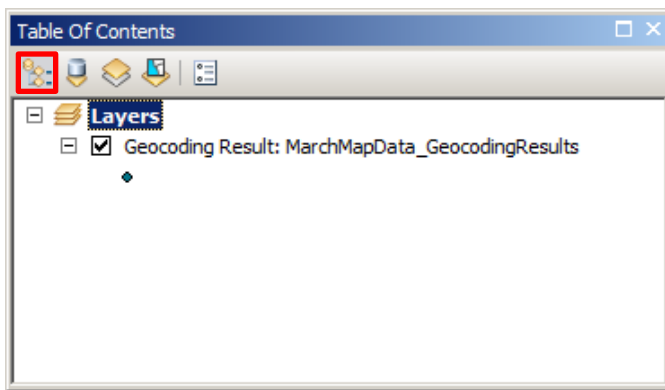 Table Of Contents
Layers
Geocoding Result: MarchMapData_GeocodingResults